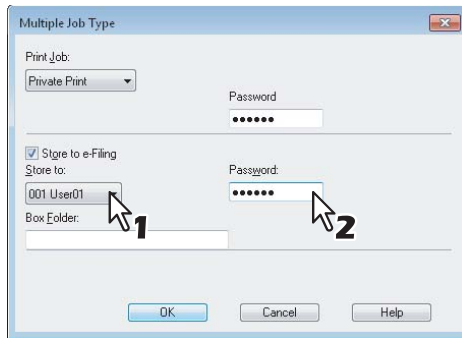 Multiple Job Type
Print Job:
Private Print
Password
••••••
Store to e-Filing
Store to:
Password:
001 User01
••••••
1
2
Box Folder:
OK
Cancel
Help